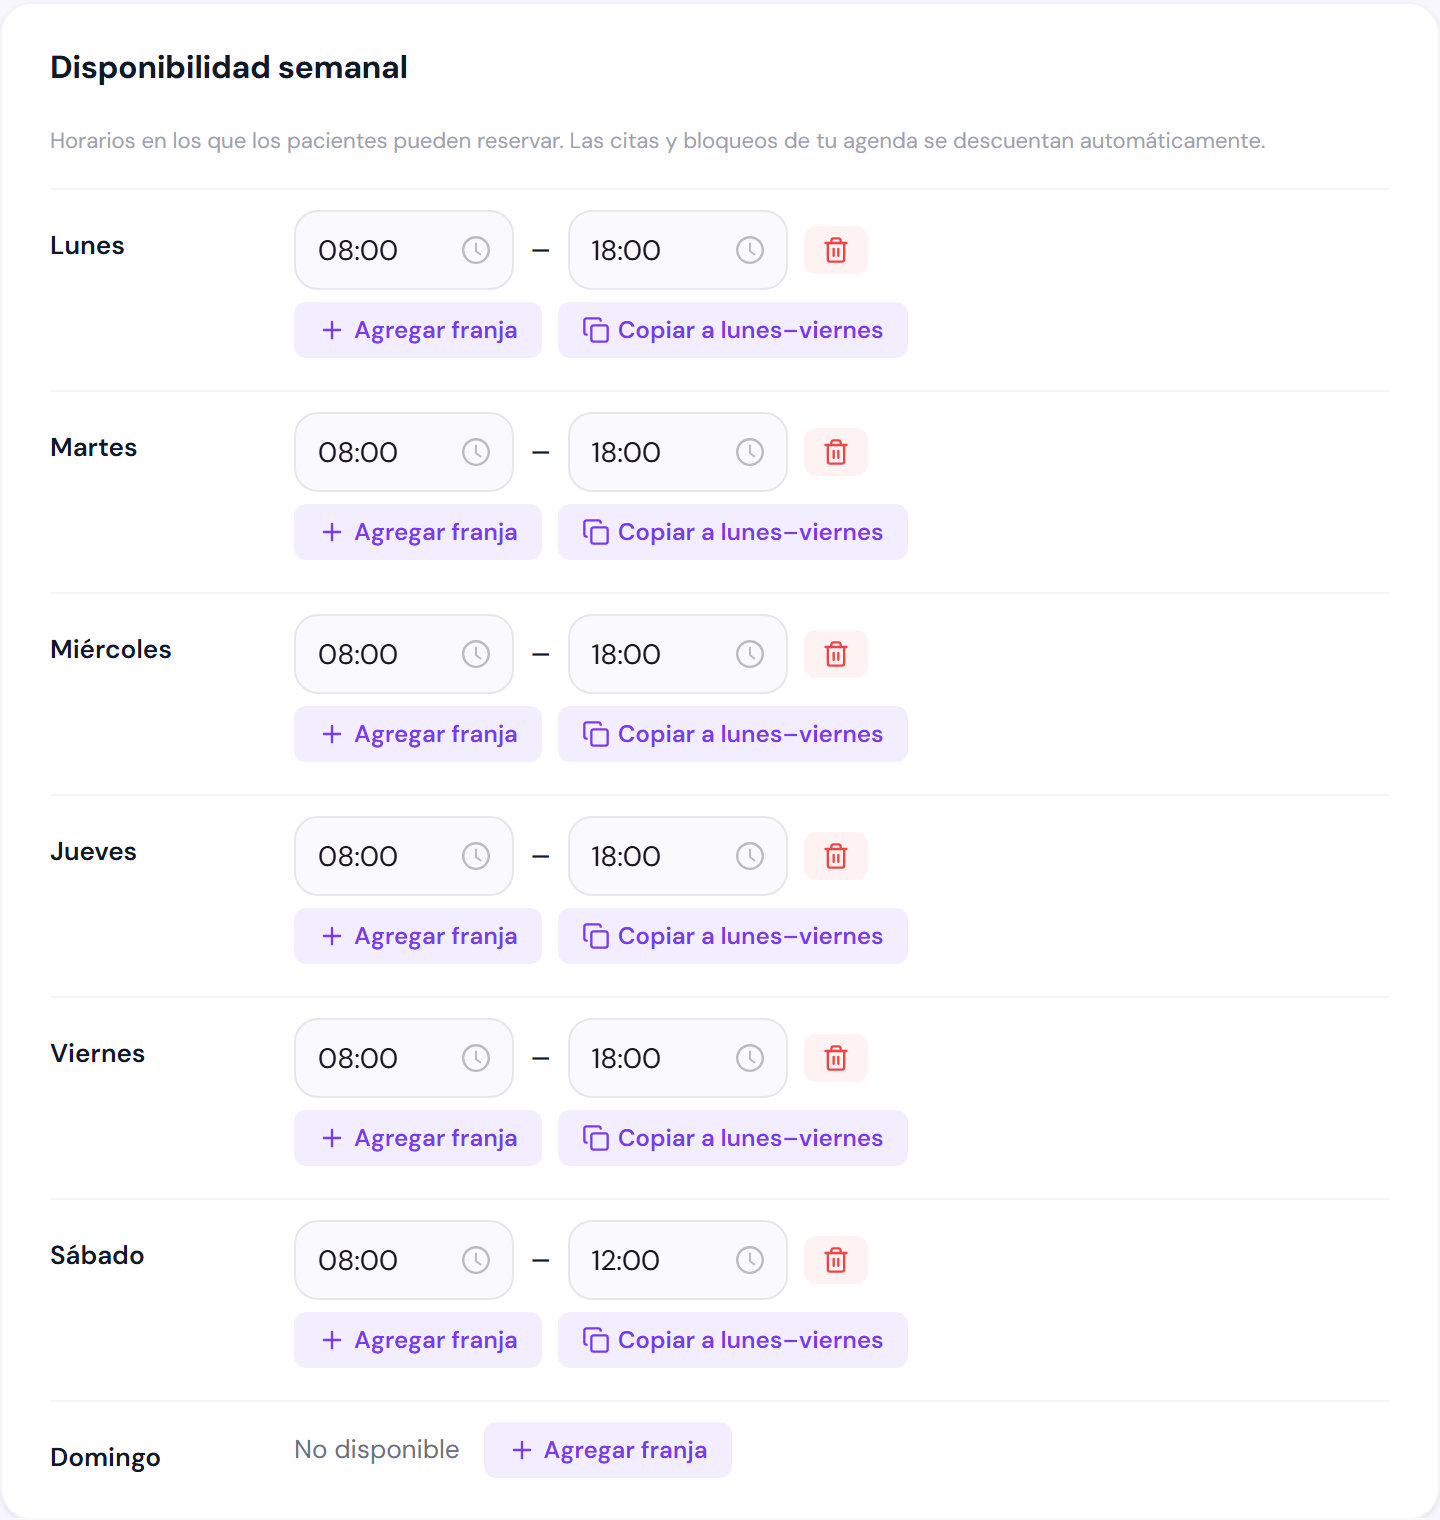 Disponibilidad semanal
Horarios en los que los pacientes pueden reservar. Las citas y bloqueos de tu agenda se descuentan automáticamente.
Lunes 08:00 – 18:00
Agregar franja Copiar a lunes–viernes
Martes 08:00 – 18:00
Agregar franja Copiar a lunes–viernes
Miércoles 08:00 – 18:00
Agregar franja Copiar a lunes–viernes
Jueves 08:00 – 18:00
Agregar franja Copiar a lunes–viernes
Viernes 08:00 – 18:00
Agregar franja Copiar a lunes–viernes
Sábado 08:00 – 12:00
Agregar franja Copiar a lunes–viernes
Domingo No disponible Agregar franja